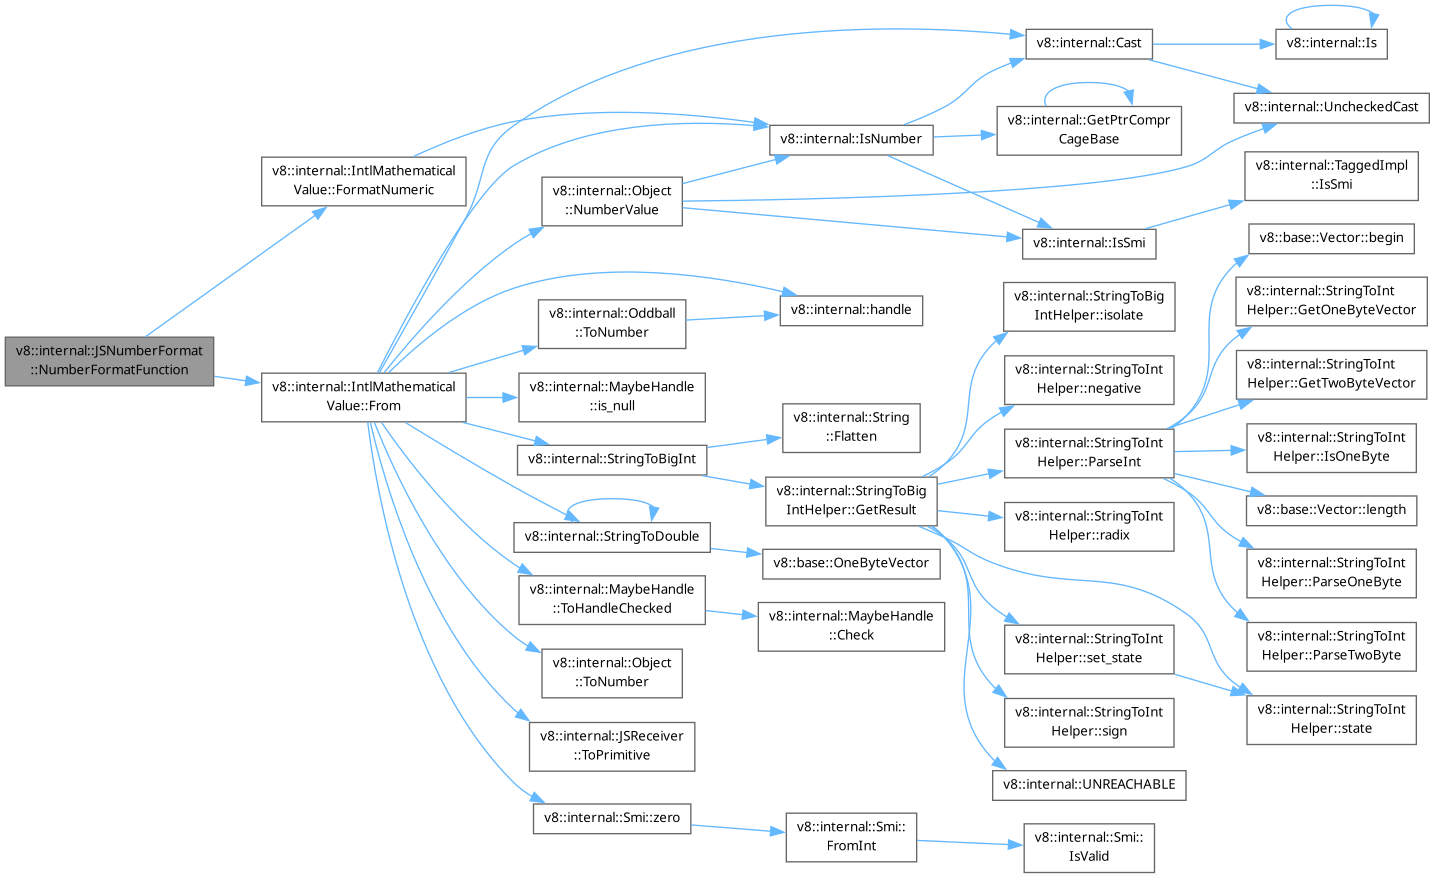 v8::internal::JSNumberFormat
::NumberFormatFunction
v8::internal::IntlMathematical
Value::FormatNumeric
v8::internal::IntlMathematical
Value::From
v8::internal::Object
::NumberValue
v8::internal::Oddball
::ToNumber
v8::internal::MaybeHandle
::is_null
v8::internal::StringToBigInt
v8::internal::StringToDouble
v8::internal::MaybeHandle
::ToHandleChecked
v8::internal::Object
::ToNumber
v8::internal::JSReceiver
::ToPrimitive
v8::internal::Smi::zero
v8::internal::IsNumber
v8::internal::handle
v8::internal::String
::Flatten
v8::internal::StringToBig
IntHelper::GetResult
v8::base::OneByteVector
v8::internal::MaybeHandle
::Check
v8::internal::Smi::
FromInt
v8::internal::Cast
v8::internal::GetPtrCompr
CageBase
v8::internal::IsSmi
v8::internal::StringToBig
IntHelper::isolate
v8::internal::StringToInt
Helper::negative
v8::internal::StringToInt
Helper::ParseInt
v8::internal::StringToInt
Helper::radix
v8::internal::StringToInt
Helper::set_state
v8::internal::StringToInt
Helper::sign
v8::internal::UNREACHABLE
v8::internal::Smi::
IsValid
v8::internal::Is
v8::internal::UncheckedCast
v8::internal::TaggedImpl
::IsSmi
v8::base::Vector::begin
v8::internal::StringToInt
Helper::GetOneByteVector
v8::internal::StringToInt
Helper::GetTwoByteVector
v8::internal::StringToInt
Helper::IsOneByte
v8::base::Vector::length
v8::internal::StringToInt
Helper::ParseOneByte
v8::internal::StringToInt
Helper::ParseTwoByte
v8::internal::StringToInt
Helper::state